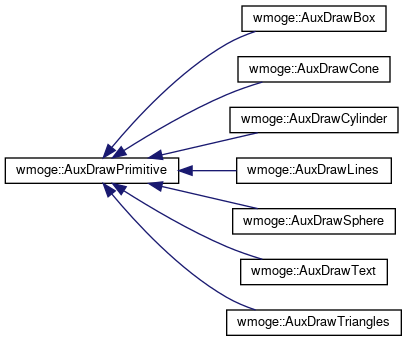 wmoge::AuxDrawBox
wmoge::AuxDrawCone
wmoge::AuxDrawCylinder
wmoge::AuxDrawPrimitive
wmoge::AuxDrawLines
wmoge::AuxDrawSphere
wmoge::AuxDrawText
wmoge::AuxDrawTriangles